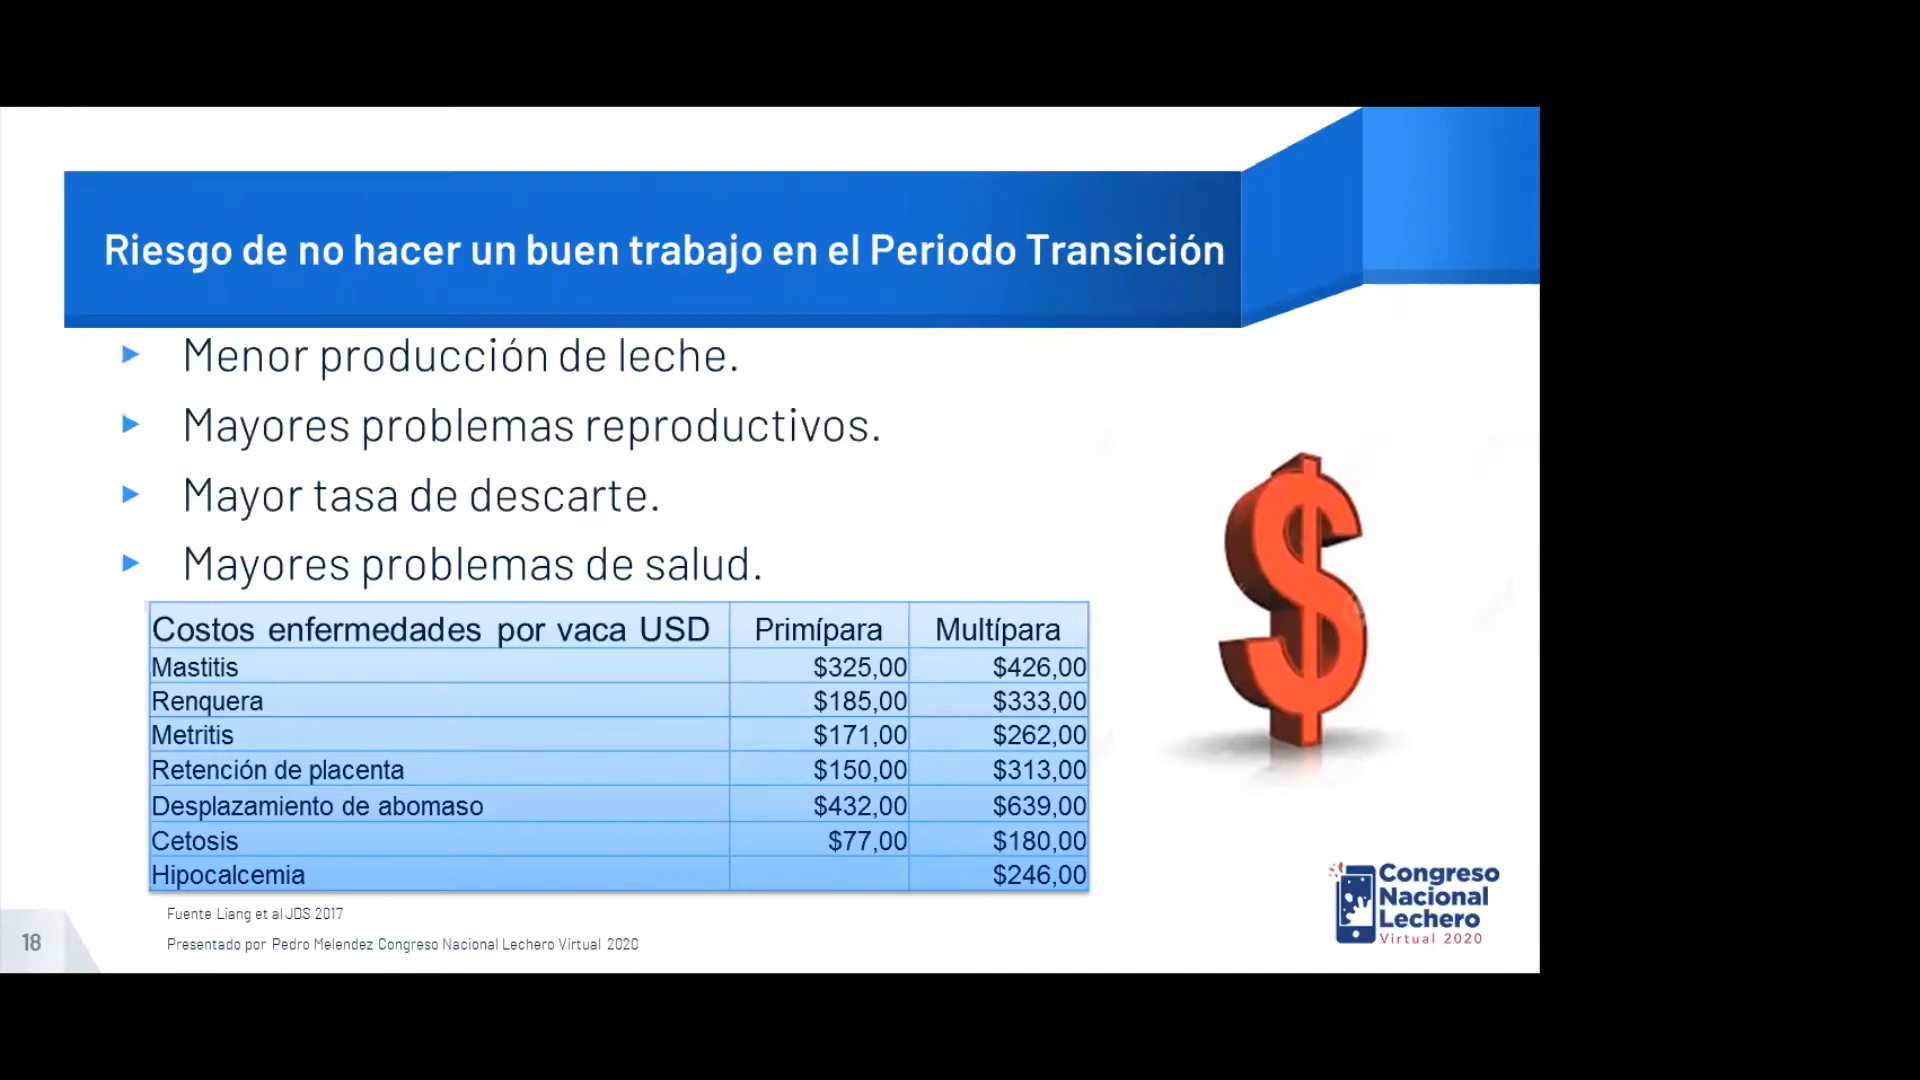 Riesgo de no hacer un buen trabajo en el Periodo Transición
▸ Menor producción de leche.
▸ Mayores problemas reproductivos.
▸ Mayor tasa de descarte.
▸ Mayores problemas de salud.
Costos enfermedades por vaca USD Primípara Multípara
Mastitis $325,00 $426,00
Renquera $185,00 $333,00
Metritis $171,00 $262,00
Retención de placenta $150,00 $313,00
Desplazamiento de abomaso $432,00 $639,00
Cetosis $77,00 $180,00
Hipocalcemia $246,00
Fuente Liang et al JDS 2017
Presentado por Pedro Melendez Congreso Nacional Lechero Virtual 2020
18
$
Congreso
Nacional
Lechero
Virtual 2020